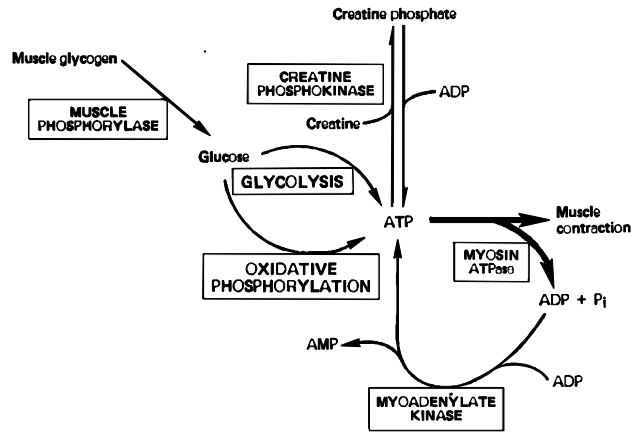 Creatine phosphate
Muscle glycogen
CREATINE
PHOSPHOKINASE
ADP
MUSCLE
PHOSPHORYLASE
Creatine
Glucose
GLYCOLYSIS
ATP
Muscle
contraction
MYOSIN
ATPase
OXIDATIVE
PHOSPHORYLATION
ADP + Pi
AMP
ADP
MYOADENYLATE
KINASE